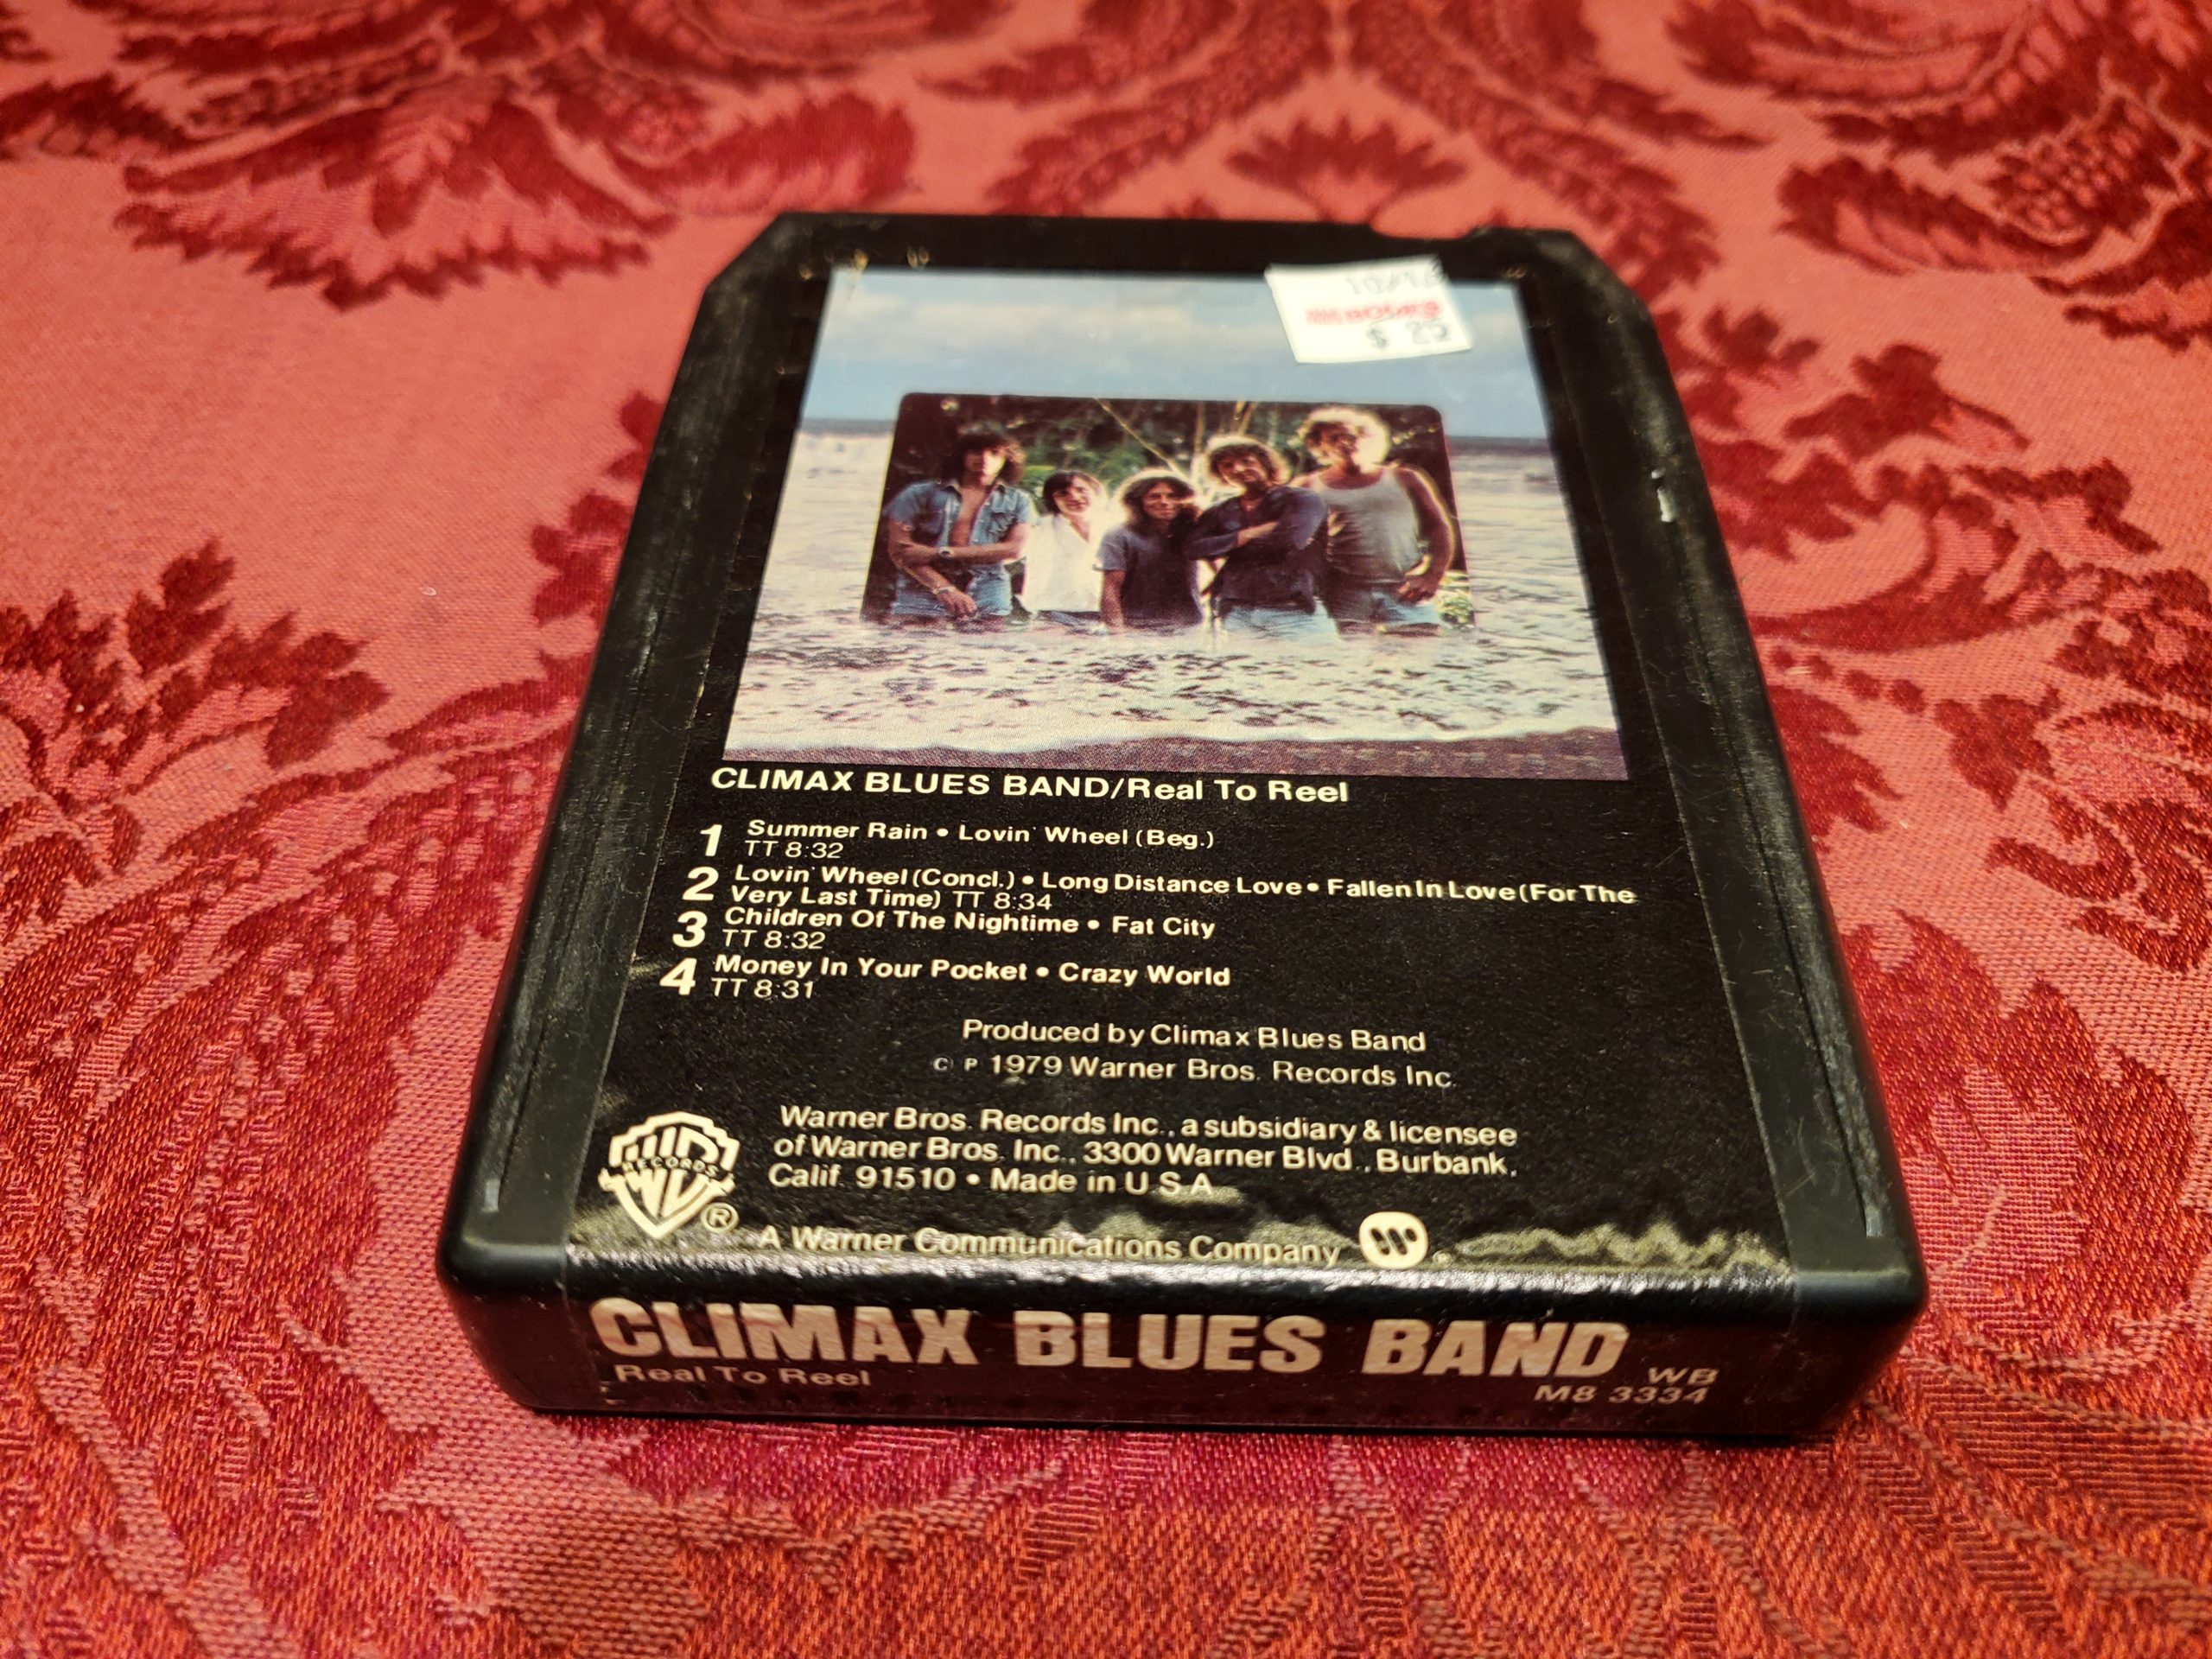 $ 25
CLIMAX BLUES BAND/Real To Reel
1 Summer Rain • Lovin' Wheel (Beg.)
TT 8:32
2 Lovin' Wheel (Concl.) • Long Distance Love • Fallen In Love (For The
Very Last Time) TT 8:34
3 Children Of The Nightime • Fat City
TT 8:32
4 Money In Your Pocket • Crazy World
TT 8:31
Produced by Climax Blues Band
© ℗ 1979 Warner Bros. Records Inc.
Warner Bros. Records Inc., a subsidiary & licensee
of Warner Bros. Inc., 3300 Warner Blvd., Burbank,
Calif. 91510 • Made in U.S.A.
RECORDS
®
A Warner Communications Company
CLIMAX BLUES BAND
Real To Reel
WB
M8 3334